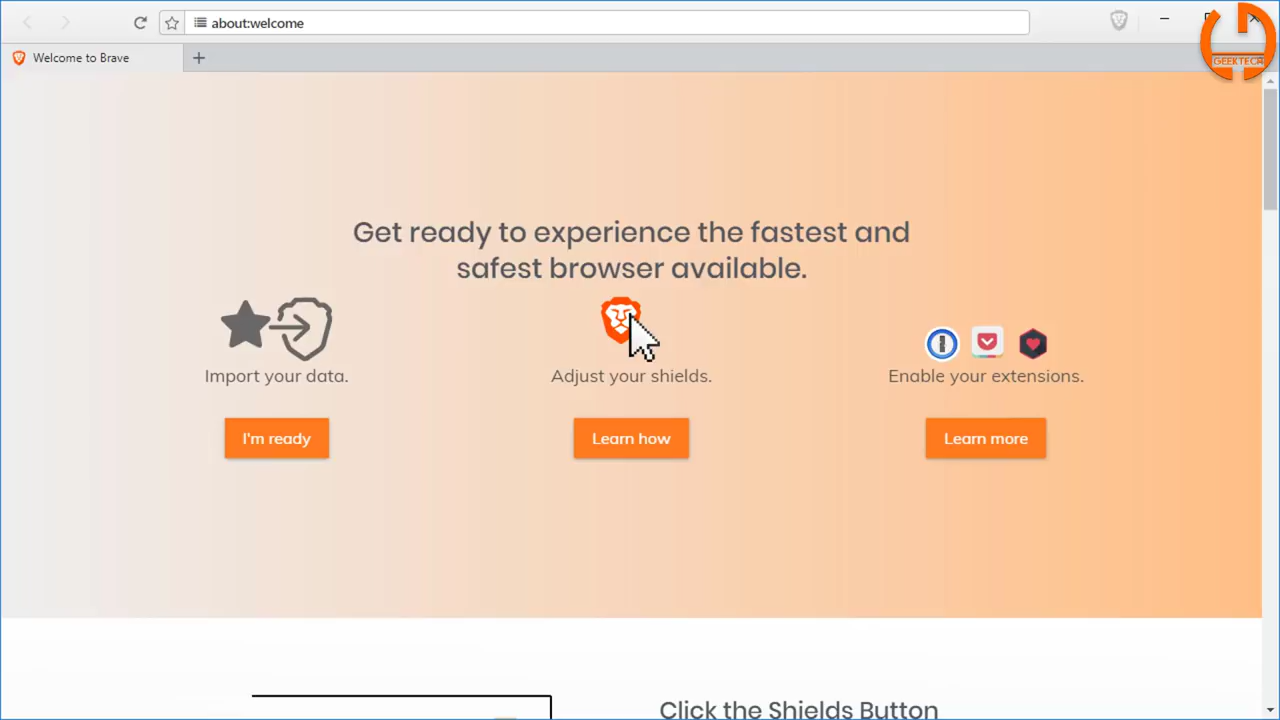 about:welcome
Welcome to Brave
GEEKTECH
Get ready to experience the fastest and
safest browser available.
Import your data.
Adjust your shields.
Enable your extensions.
I'm ready
Learn how
Learn more
Click the Shields Button